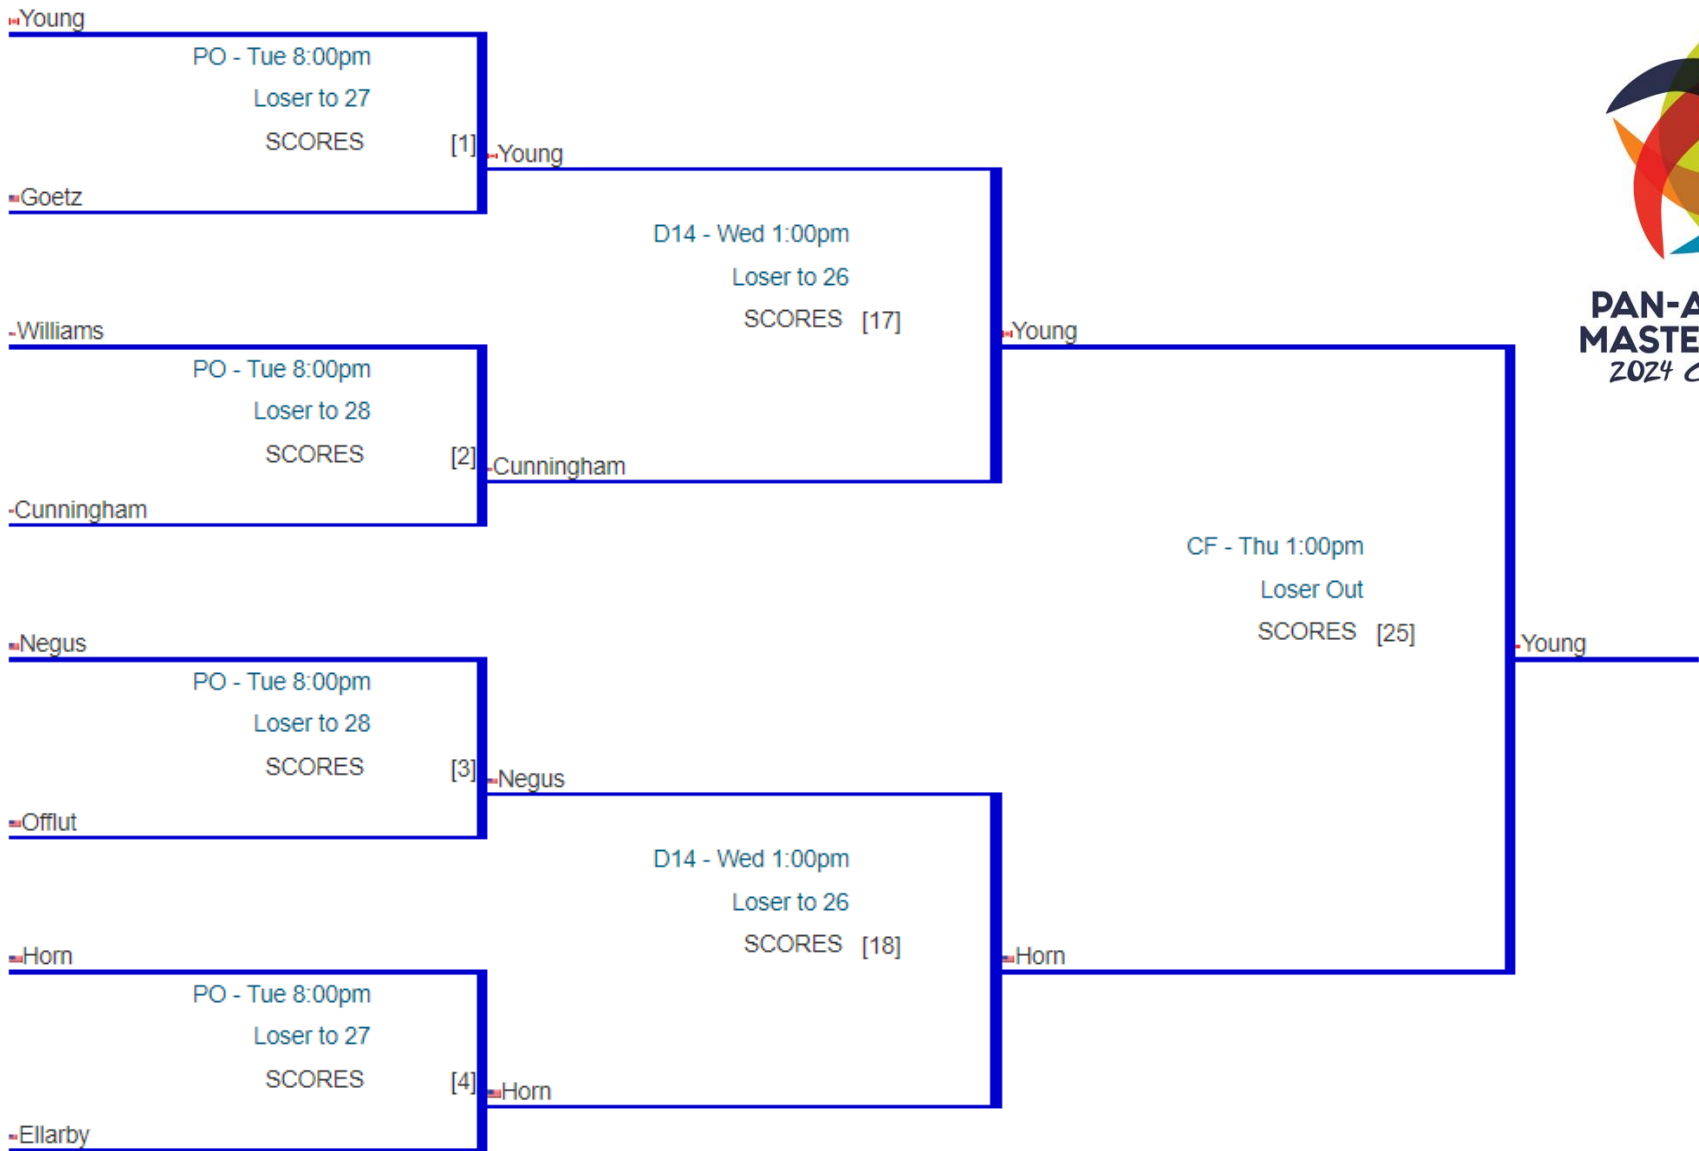 Young
PO - Tue 8:00pm
Loser to 27
SCORES [1]
Goetz
Young
D14 - Wed 1:00pm
Loser to 26
SCORES [17]
Williams
PO - Tue 8:00pm
Loser to 28
SCORES [2]
Cunningham
Cunningham
Young
CF - Thu 1:00pm
Loser Out
SCORES [25]
Young
Negus
PO - Tue 8:00pm
Loser to 28
SCORES [3]
Offlut
Negus
D14 - Wed 1:00pm
Loser to 26
SCORES [18]
Horn
PO - Tue 8:00pm
Loser to 27
SCORES [4]
Ellarby
Horn
Horn
PAN-A
MASTE
2024